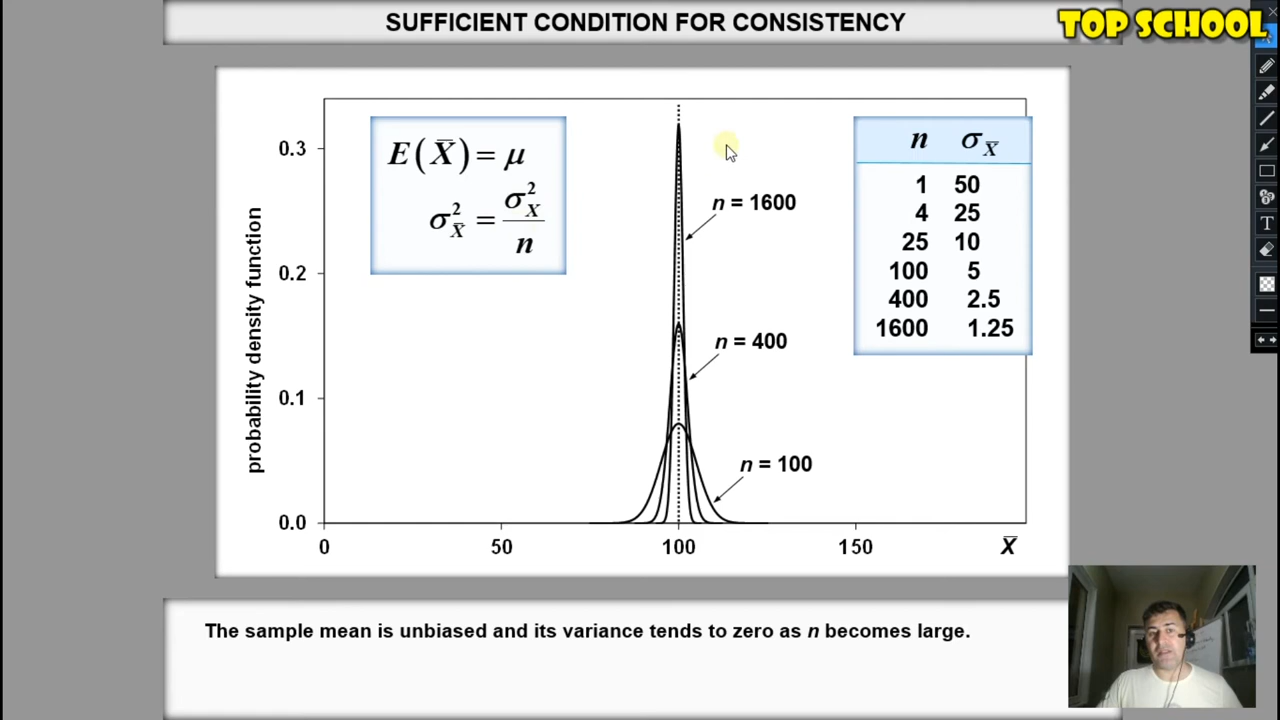 SUFFICIENT CONDITION FOR CONSISTENCY
TOP SCHOOL
probability density function
0.3
0.2
0.1
0.0
0
50
100
150
X̄
E(X̄) = μ
σ²_X̄ = σ²_X / n
n = 1600
n = 400
n = 100
n σ_X̄
1 50
4 25
25 10
100 5
400 2.5
1600 1.25
T
The sample mean is unbiased and its variance tends to zero as n becomes large.